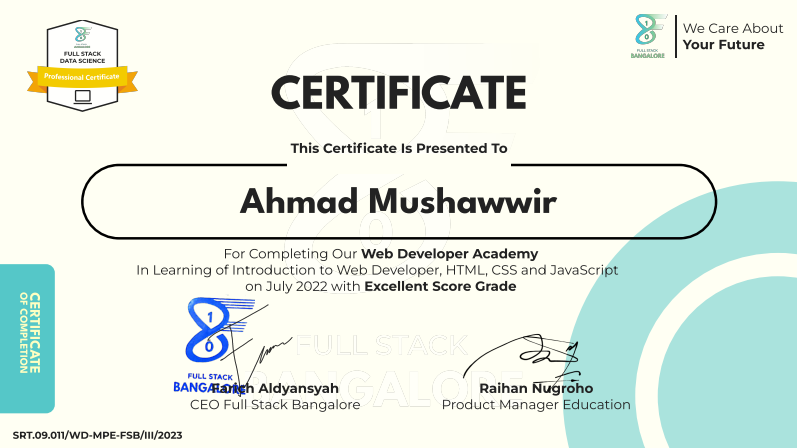 FULL STACK
DATA SCIENCE
Professional Certificate
FULL STACK
BANGALORE
We Care About
Your Future
CERTIFICATE
This Certificate Is Presented To
Ahmad Mushawwir
For Completing Our Web Developer Academy
In Learning of Introduction to Web Developer, HTML, CSS and JavaScript
on July 2022 with Excellent Score Grade
CERTIFICATE
OF COMPLETION
FULL STACK
BANGALORE
FULL STACK
BANGALORE
Aldyansyah
CEO Full Stack Bangalore
Raihan Nugroho
Product Manager Education
SRT.09.011/WD-MPE-FSB/III/2023